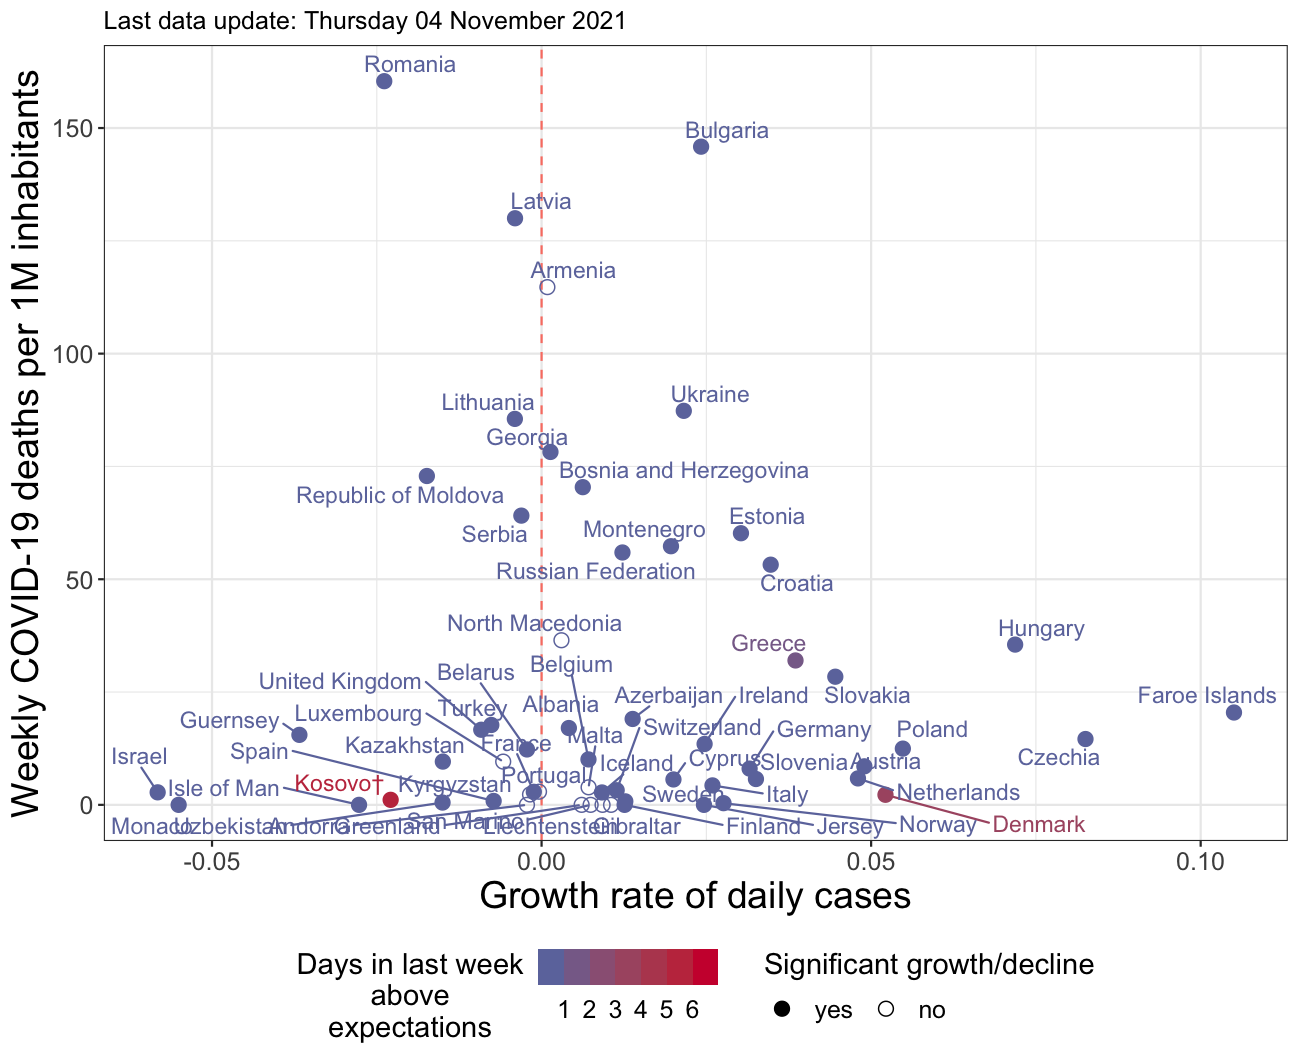 Last data update: Thursday 04 November 2021
Weekly COVID-19 deaths per 1M inhabitants
Romania
150
Bulgaria
Latvia
Armenia
100
Ukraine
Lithuania
Georgia
Bosnia and Herzegovina
Republic of Moldova
Estonia
Serbia
Montenegro
Russian Federation
50
Croatia
North Macedonia
Hungary
Greece
Belgium
Belarus
United Kingdom
Azerbaijan
Ireland
Slovakia
Faroe Islands
Albania
Turkey
Luxembourg
Guernsey
Switzerland
Germany
Poland
Malta
France
Kazakhstan
Spain
Israel
Cyprus
Czechia
Iceland
Slovenia
Austria
Portugal
Kosovo†
Kyrgyzstan
Isle of Man
Sweden
Italy
Netherlands
0
San Marino
Monaco
Uzbekistan
Andorra
Greenland
Liechtenstein
Gibraltar
Finland
Jersey
Norway
Denmark
-0.05
0.00
0.05
0.10
Growth rate of daily cases
Days in last week
above
expectations
1 2 3 4 5 6
Significant growth/decline
yes
no